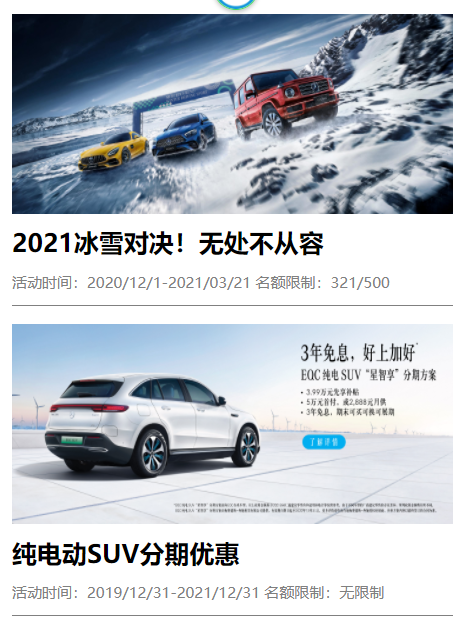 2021冰雪对决！无处不从容
活动时间：2020/12/1-2021/03/21 名额限制：321/500
3年免息，好上加好*
EQC 纯电 SUV“星智享”分期方案
• 3.99万元先享补贴
• 5万元首付，或2,888元月供
• 3年免息，期末可买可换可展期
了解详情
纯电动SUV分期优惠
活动时间：2019/12/31-2021/12/31 名额限制：无限制